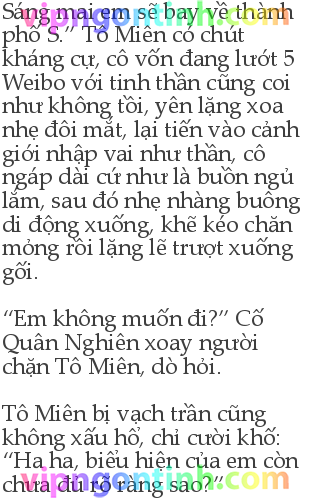 Sáng mai em sẽ bay về thành
phố S.” Tô Miên có chút
kháng cự, cô vốn đang lướt 5
Weibo với tinh thần cũng coi
như không tồi, yên lặng xoa
nhẹ đôi mắt, lại tiến vào cảnh
giới nhập vai như thần, cô
ngáp dài cứ như là buồn ngủ
lắm, sau đó nhẹ nhàng buông
di động xuống, khẽ kéo chăn
mỏng rồi lặng lẽ trượt xuống
gối.
“Em không muốn đi?” Cố
Quân Nghiên xoay người
chặn Tô Miên, dò hỏi.
Tô Miên bị vạch trần cũng
không xấu hổ, chỉ cười khổ:
“Ha ha, biểu hiện của em còn
chưa đủ rõ ràng sao?”
vipngontinh.com
vipngontinh.com